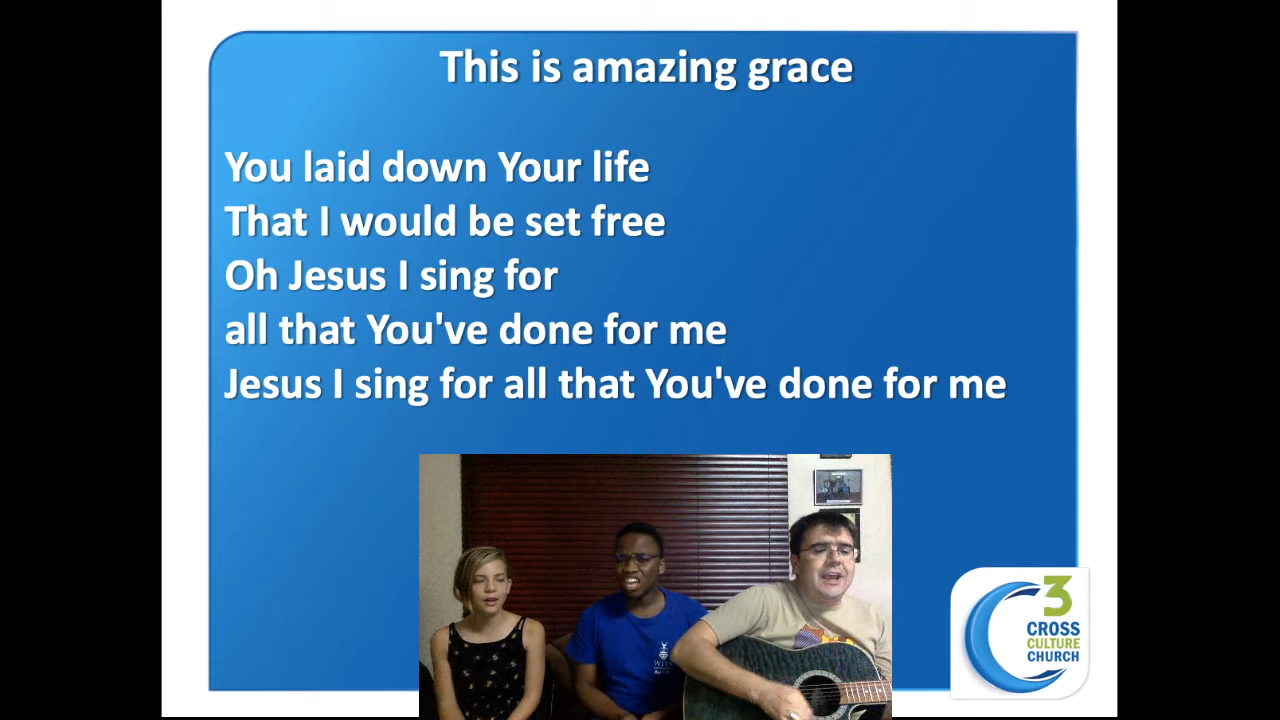 This is amazing grace
You laid down Your life
That I would be set free
Oh Jesus I sing for
all that You've done for me
Jesus I sing for all that You've done for me
3
CROSS
CULTURE
CHURCH